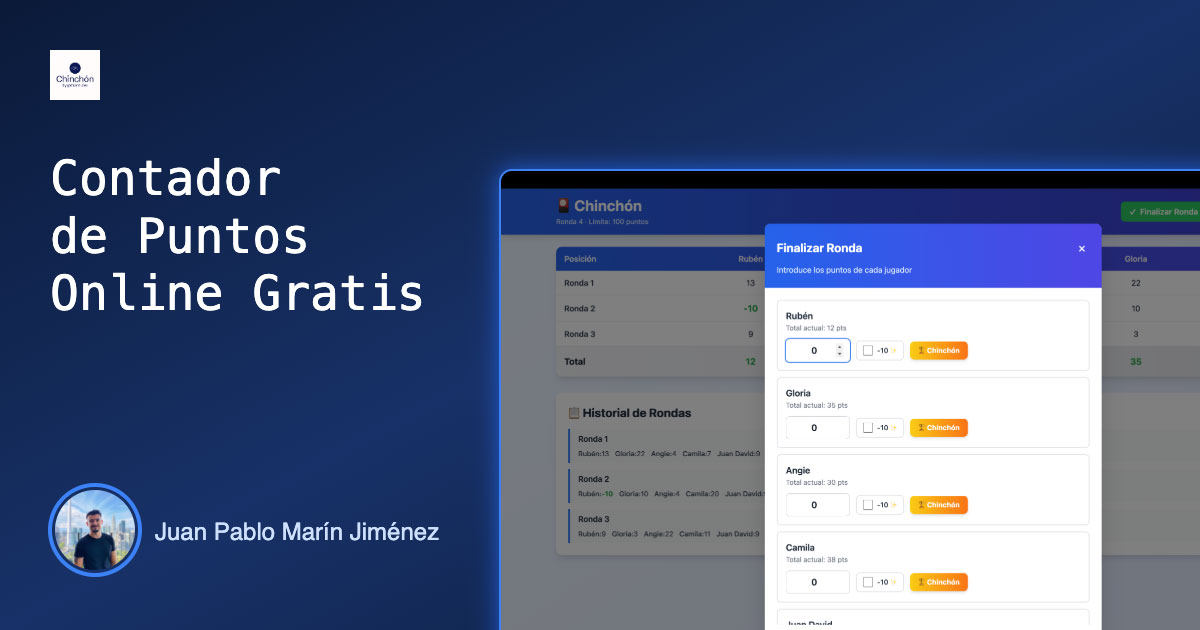 Chinchón
Contador
de Puntos
Online Gratis
Juan Pablo Marín Jiménez
Chinchón
Ronda 4 · Límite: 100 puntos
✓ Finalizar Ronda
Posición Rubén Gloria
Ronda 1 13 22
Ronda 2 -10 10
Ronda 3 9 3
Total 12 35
Historial de Rondas
Ronda 1
Rubén:13 Gloria:22 Angie:4 Camila:7 Juan David:9
Ronda 2
Rubén:-10 Gloria:10 Angie:4 Camila:20 Juan David:
Ronda 3
Rubén:9 Gloria:3 Angie:22 Camila:11 Juan David:9
Finalizar Ronda
×
Introduce los puntos de cada jugador
Rubén
Total actual: 12 pts
0 -10 Chinchón
Gloria
Total actual: 35 pts
0 -10 Chinchón
Angie
Total actual: 30 pts
0 -10 Chinchón
Camila
Total actual: 38 pts
0 -10 Chinchón
Juan David